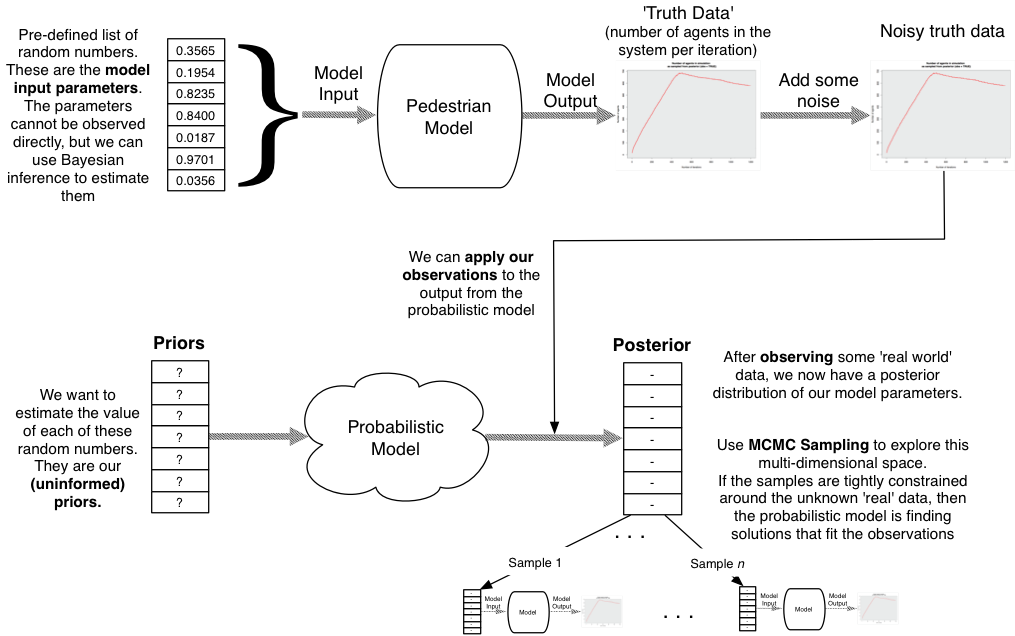 Pre-defined list of
random numbers.
These are the model
input parameters.
The parameters
cannot be observed
directly, but we can
use Bayesian
inference to estimate
them
0.3565
0.1954
0.8235
0.8400
0.0187
0.9701
0.0356
Model
Input
Pedestrian
Model
Model
Output
'Truth Data'
(number of agents in the
system per iteration)
Add some
noise
Noisy truth data
We can apply our
observations to the
output from the
probabilistic model
We want to
estimate the value
of each of these
random numbers.
They are our
(uninformed)
priors.
Priors
?
?
?
?
?
?
?
Probabilistic
Model
Posterior
-
-
-
-
-
-
-
After observing some 'real world'
data, we now have a posterior
distribution of our model parameters.
Use MCMC Sampling to explore this
multi-dimensional space.
If the samples are tightly constrained
around the unknown 'real' data, then
the probabilistic model is finding
solutions that fit the observations
. . .
Sample 1
Sample n
Model
Input
Model
Model
Output
. . .
Model
Input
Model
Model
Output